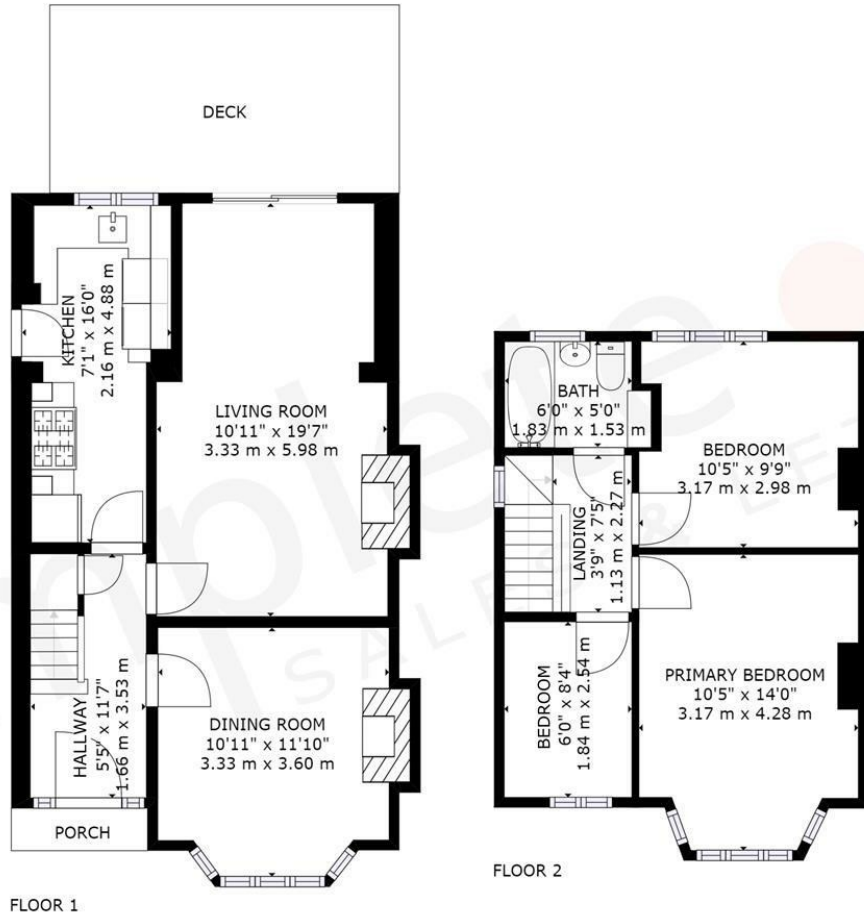 DECK
KITCHEN
7'1" x 16'0"
2.16 m x 4.88 m
LIVING ROOM
10'11" x 19'7"
3.33 m x 5.98 m
HALLWAY
5'5" x 11'7"
1.66 m x 3.53 m
DINING ROOM
10'11" x 11'10"
3.33 m x 3.60 m
PORCH
FLOOR 1
BATH
6'0" x 5'0"
1.83 m x 1.53 m
BEDROOM
10'5" x 9'9"
3.17 m x 2.98 m
LANDING
3'9" x 7'5"
1.13 m x 2.27 m
BEDROOM
6'0" x 8'4"
1.84 m x 2.54 m
PRIMARY BEDROOM
10'5" x 14'0"
3.17 m x 4.28 m
FLOOR 2